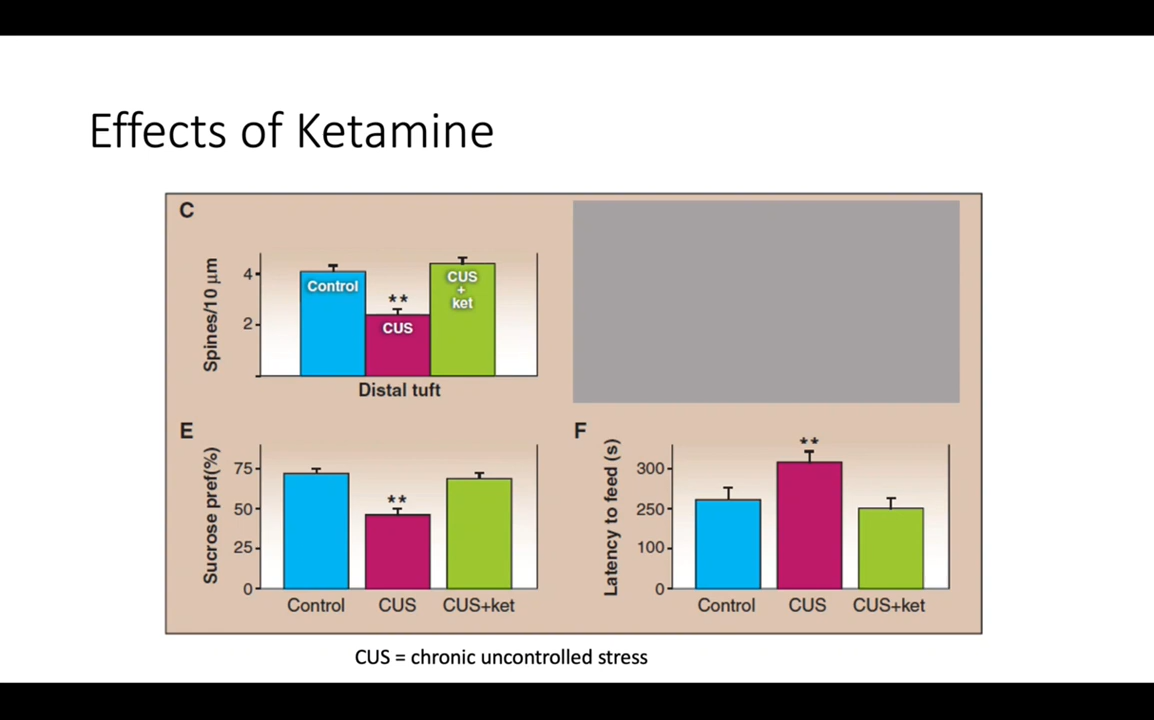 Effects of Ketamine
C
Spines/10 μm
4
2
Control
**
CUS
CUS
+
ket
Distal tuft
E
Sucrose pref(%)
75
50
25
0
**
Control CUS CUS+ket
F
Latency to feed (s)
300
250
100
0
**
Control CUS CUS+ket
CUS = chronic uncontrolled stress